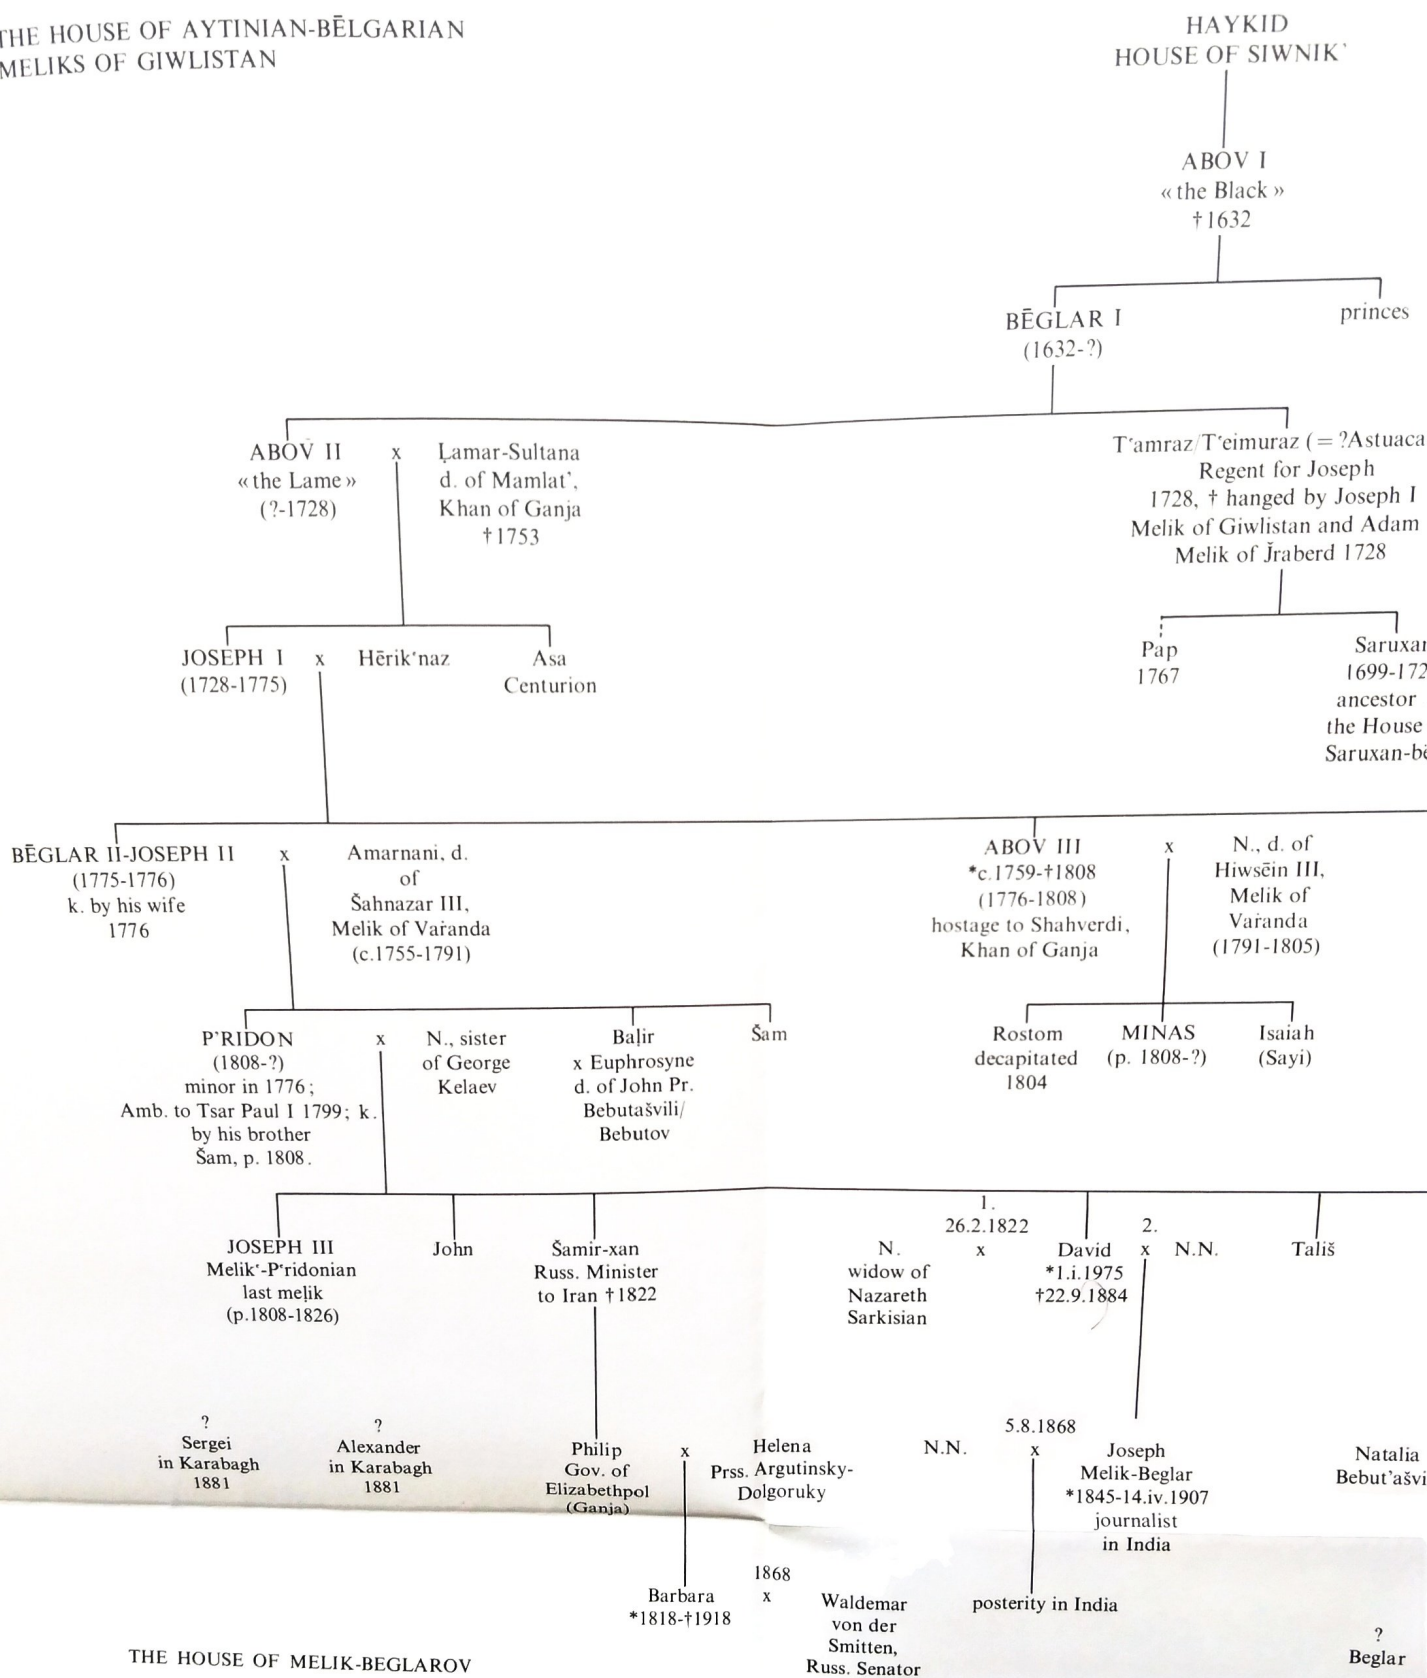 THE HOUSE OF AYTINIAN-BĒLGARIAN
MELIKS OF GIWLISTAN
HAYKID
HOUSE OF SIWNIK'
ABOV I
«the Black»
†1632
BĒGLAR I
(1632-?)
princes
ABOV II
«the Lame»
(?-1728)
x
Ḷamar-Sultana
d. of Mamlat',
Khan of Ganja
†1753
T'amraz/T'eimuraz (= ?Astuaca
Regent for Joseph
1728, † hanged by Joseph I
Melik of Giwlistan and Adam
Melik of J̌raberd 1728
JOSEPH I
(1728-1775)
x
Hērik'naz
Asa
Centurion
Pap
1767
Saruxan
1699-172
ancestor
the House
Saruxan-bē
BĒGLAR II-JOSEPH II
(1775-1776)
k. by his wife
1776
x
Amarnani, d.
of
Šahnazar III,
Melik of Vaṙanda
(c.1755-1791)
ABOV III
*c.1759-†1808
(1776-1808)
hostage to Shahverdi,
Khan of Ganja
x
N., d. of
Hiwsēin III,
Melik of
Vaṙanda
(1791-1805)
P'RIDON
(1808-?)
minor in 1776;
Amb. to Tsar Paul I 1799; k.
by his brother
Šam, p. 1808.
x
N., sister
of George
Kelaev
Baḷir
x Euphrosyne
d. of John Pr.
Bebutašvili/
Bebutov
Šam
Rostom
decapitated
1804
MINAS
(p. 1808-?)
Isaiah
(Sayi)
JOSEPH III
Melik'-P'ridonian
last meḷik
(p.1808-1826)
John
Šamir-xan
Russ. Minister
to Iran †1822
N.
widow of
Nazareth
Sarkisian
1.
26.2.1822
x
David
*1.i.1975
†22.9.1884
2.
x
N.N.
Tališ
?
Sergei
in Karabagh
1881
?
Alexander
in Karabagh
1881
Philip
Gov. of
Elizabethpol
(Ganja)
x
Helena
Prss. Argutinsky-
Dolgoruky
N.N.
5.8.1868
x
Joseph
Melik-Beglar
*1845-14.iv.1907
journalist
in India
Natalia
Bebut'ašvi
Barbara
*1818-†1918
1868
x
Waldemar
von der
Smitten,
Russ. Senator
posterity in India
?
Beglar
THE HOUSE OF MELIK-BEGLAROV